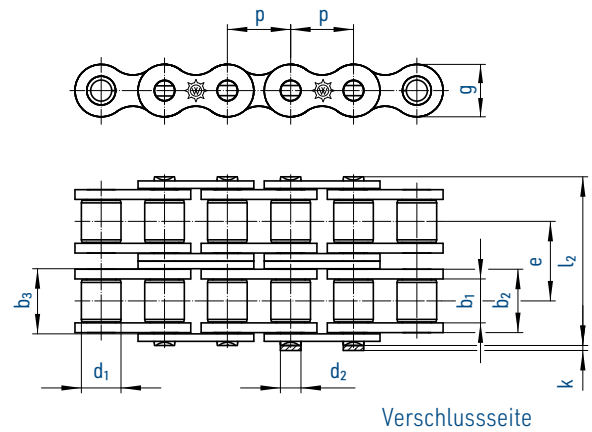 p p
g
b₃
e
l₂
b₁
b₂
d₁
d₂
k
Verschlussseite